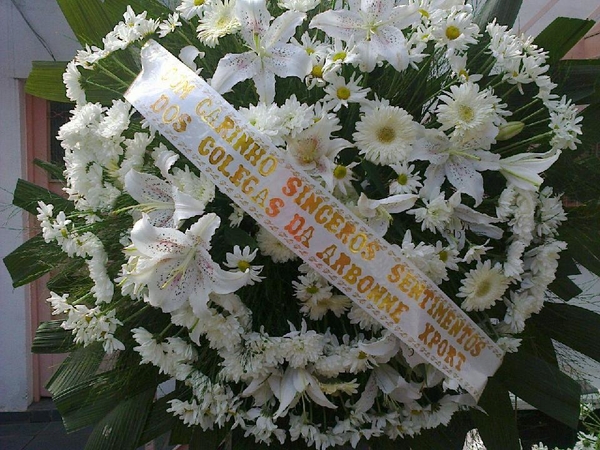 COM CARINHO SINCEROS SENTIMENTOS
DOS COLEGAS DA ARBONNE XPORT